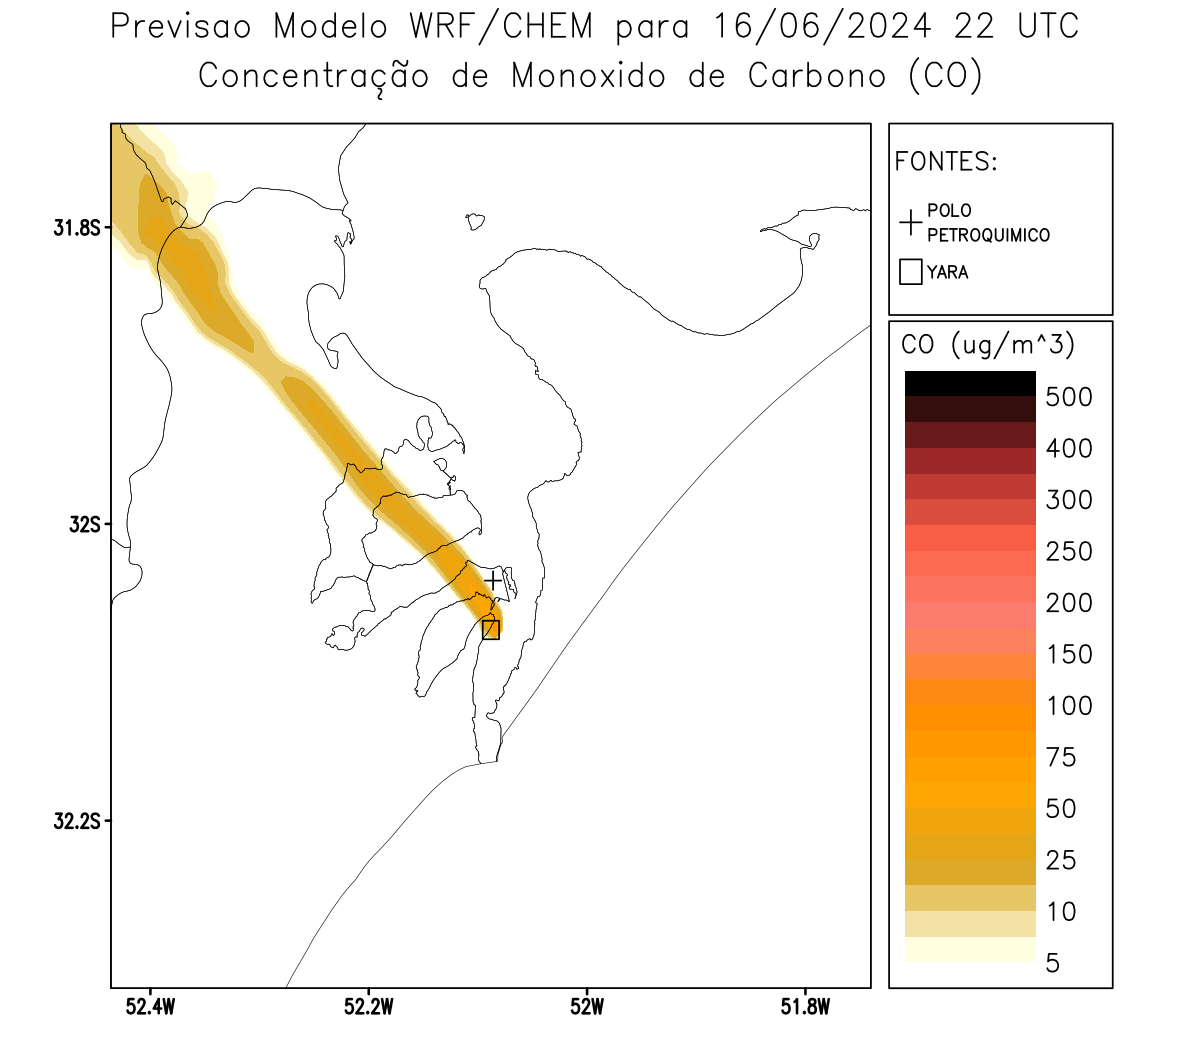 Previsao Modelo WRF/CHEM para 16/06/2024 22 UTC
Concentração de Monoxido de Carbono (CO)
FONTES:
POLO
PETROQUIMICO
YARA
31.8S
32S
32.2S
52.4W
52.2W
52W
51.8W
CO (ug/m^3)
500
400
300
250
200
150
100
75
50
25
10
5